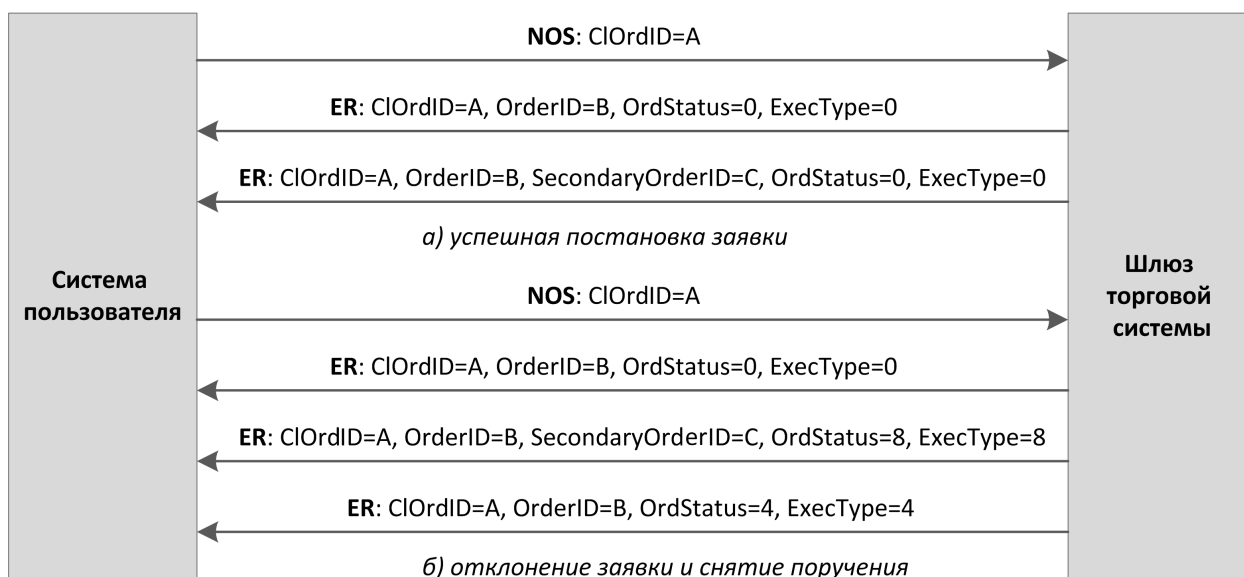 NOS: ClOrdID=A
ER: ClOrdID=A, OrderID=B, OrdStatus=0, ExecType=0
ER: ClOrdID=A, OrderID=B, SecondaryOrderID=C, OrdStatus=0, ExecType=0
а) успешная постановка заявки
Система
пользователя
Шлюз
торговой
системы
NOS: ClOrdID=A
ER: ClOrdID=A, OrderID=B, OrdStatus=0, ExecType=0
ER: ClOrdID=A, OrderID=B, SecondaryOrderID=C, OrdStatus=8, ExecType=8
ER: ClOrdID=A, OrderID=B, OrdStatus=4, ExecType=4
б) отклонение заявки и снятие поручения